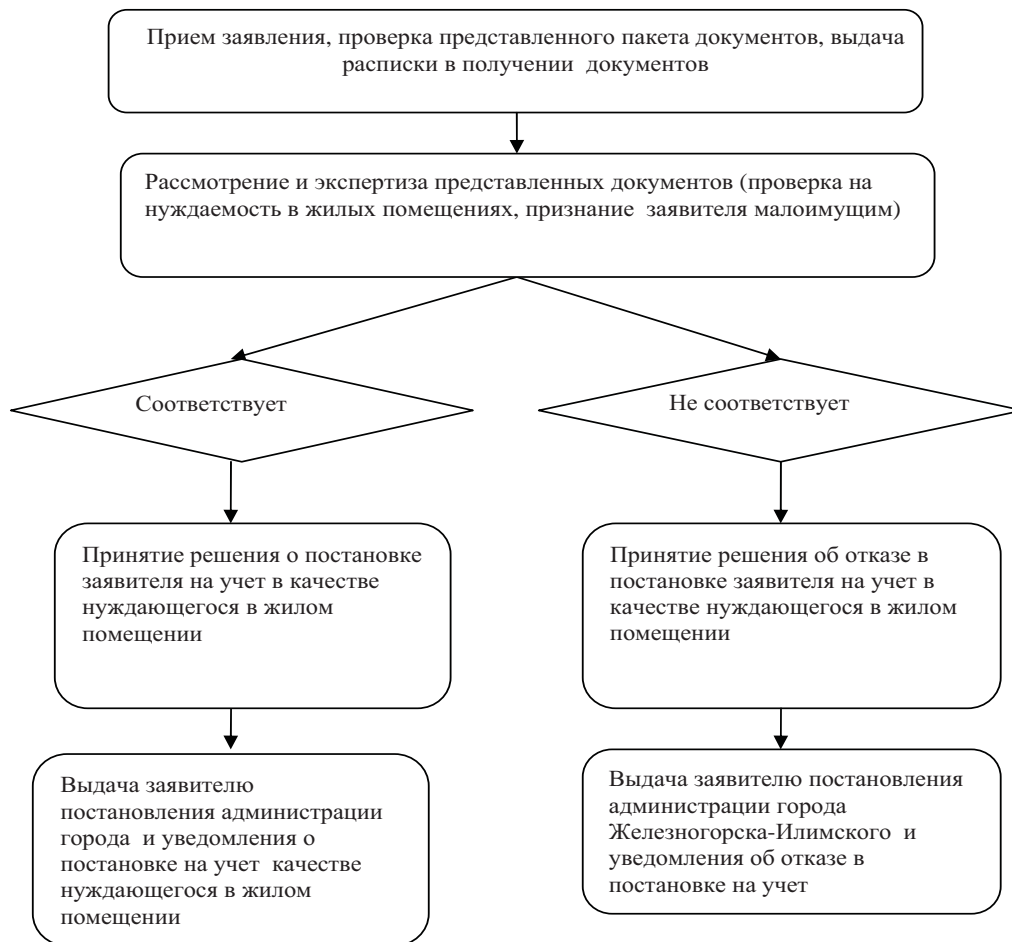 Прием заявления, проверка представленного пакета документов, выдача
расписки в получении документов
Рассмотрение и экспертиза представленных документов (проверка на
нуждаемость в жилых помещениях, признание заявителя малоимущим)
Соответствует
Не соответствует
Принятие решения о постановке
заявителя на учет в качестве
нуждающегося в жилом
помещении
Принятие решения об отказе в
постановке заявителя на учет в
качестве нуждающегося в жилом
помещении
Выдача заявителю
постановления администрации
города и уведомления о
постановке на учет качестве
нуждающегося в жилом
помещении
Выдача заявителю постановления
администрации города
Железногорска-Илимского и
уведомления об отказе в
постановке на учет